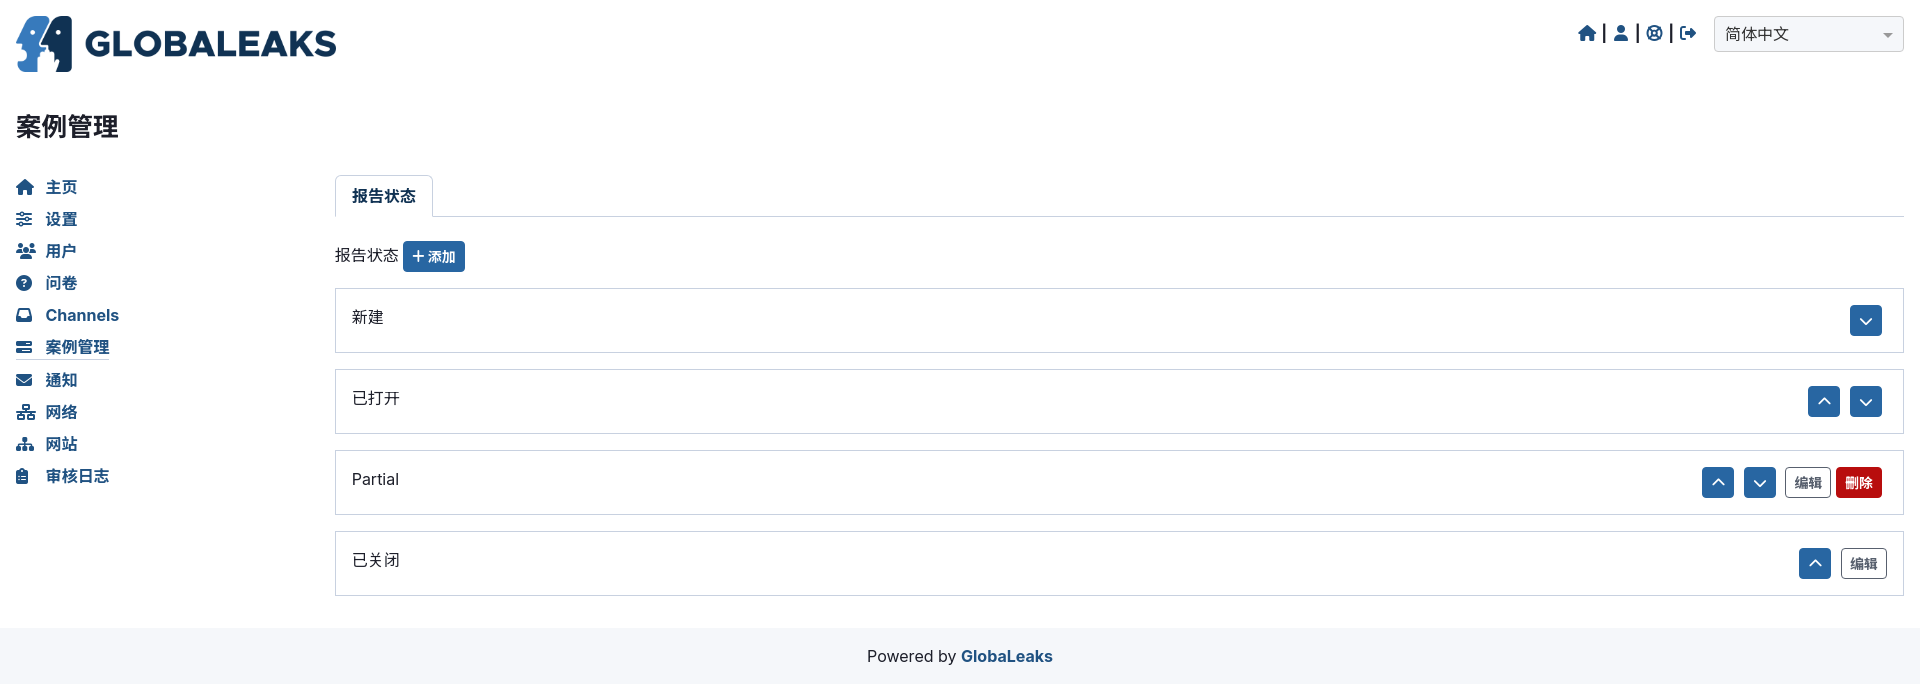 GLOBALEAKS
简体中文
案例管理
主页
设置
用户
问卷
Channels
案例管理
通知
网络
网站
审核日志
报告状态
报告状态 添加
新建
已打开
Partial 编辑 删除
已关闭 编辑
Powered by GlobaLeaks